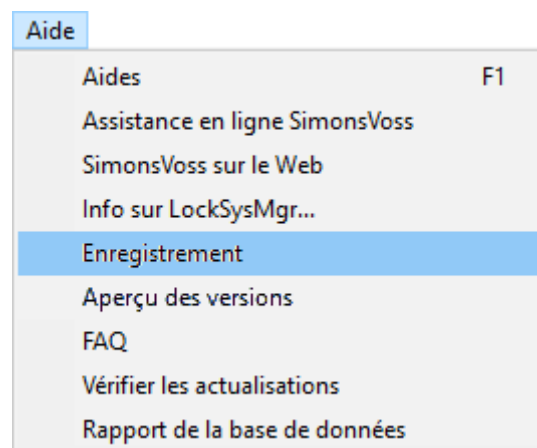 Aide
Aides F1
Assistance en ligne SimonsVoss
SimonsVoss sur le Web
Info sur LockSysMgr...
Enregistrement
Aperçu des versions
FAQ
Vérifier les actualisations
Rapport de la base de données